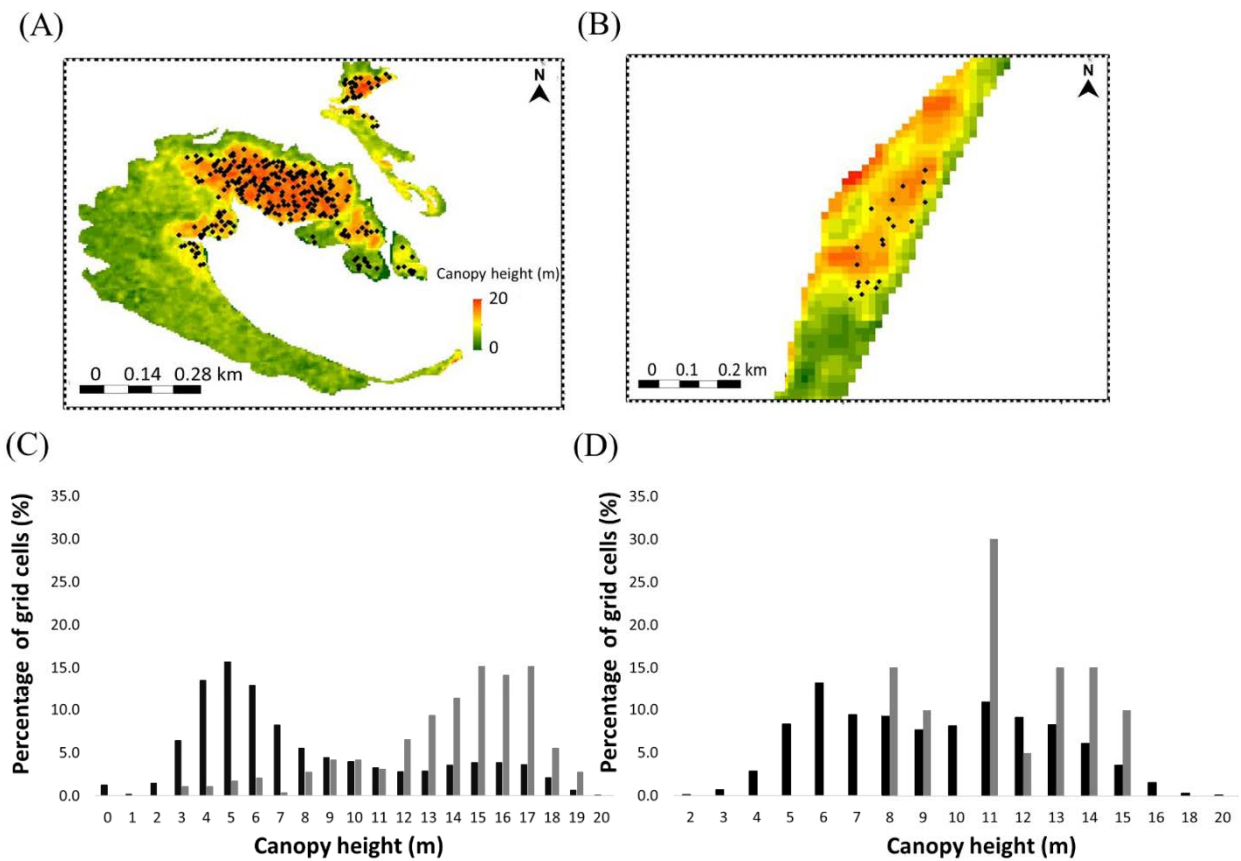 (A)
N
Canopy height (m)
20
0
0 0.14 0.28 km
(B)
N
0 0.1 0.2 km
(C)
Percentage of grid cells (%)
35.0
30.0
25.0
20.0
15.0
10.0
5.0
0.0
0 1 2 3 4 5 6 7 8 9 10 11 12 13 14 15 16 17 18 19 20
Canopy height (m)
(D)
Percentage of grid cells (%)
35.0
30.0
25.0
20.0
15.0
10.0
5.0
0.0
2 3 4 5 6 7 8 9 10 11 12 13 14 15 16 18 20
Canopy height (m)